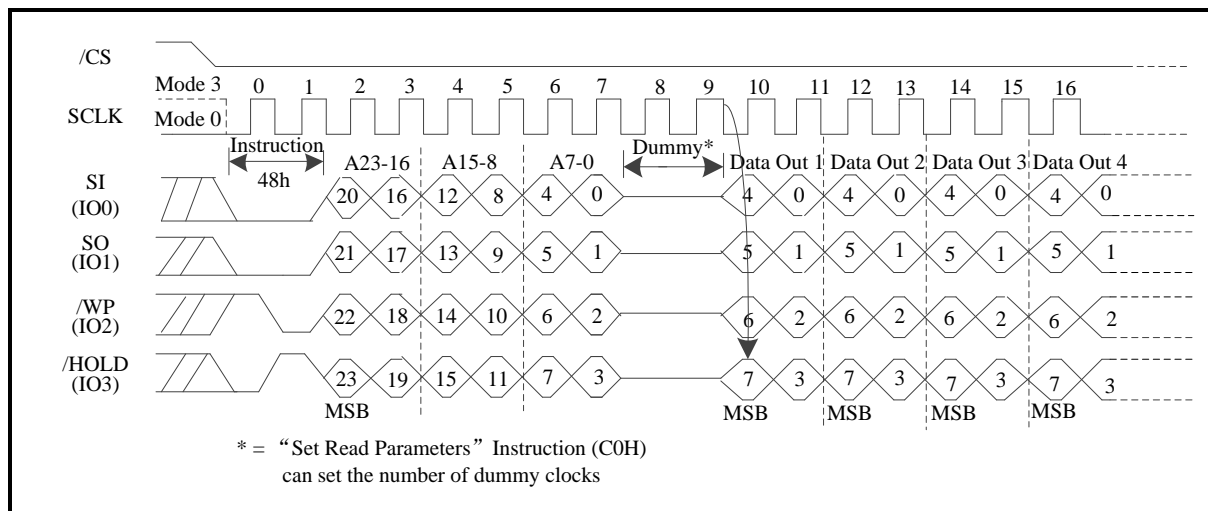 /CS
Mode 3 0 1 2 3 4 5 6 7 8 9 10 11 12 13 14 15 16
SCLK Mode 0
Instruction Dummy*
A23-16 A15-8 A7-0 Data Out 1 Data Out 2 Data Out 3 Data Out 4
48h
SI
(IO0) 20 16 12 8 4 0 4 0 4 0 4 0 4 0
SO
(IO1) 21 17 13 9 5 1 5 1 5 1 5 1 5 1
/WP
(IO2) 22 18 14 10 6 2 6 2 6 2 6 2 6 2
/HOLD
(IO3) 23 19 15 11 7 3 7 3 7 3 7 3 7 3
MSB MSB MSB MSB MSB
* = “Set Read Parameters” Instruction (C0H)
can set the number of dummy clocks